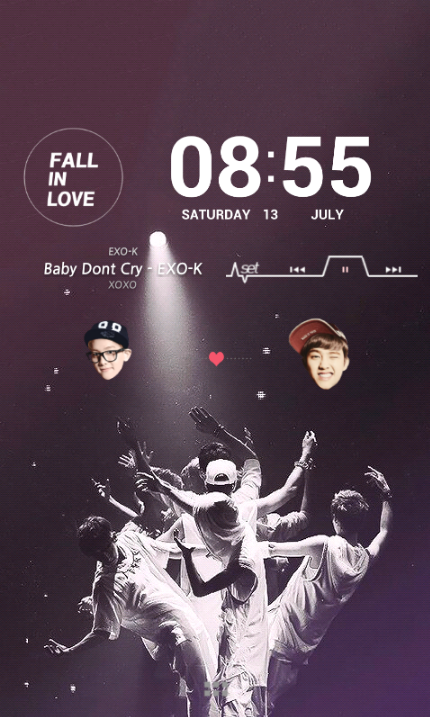 FALL
IN
LOVE
08:55
SATURDAY 13 JULY
EXO-K
Baby Dont Cry - EXO-K
XOXO
set